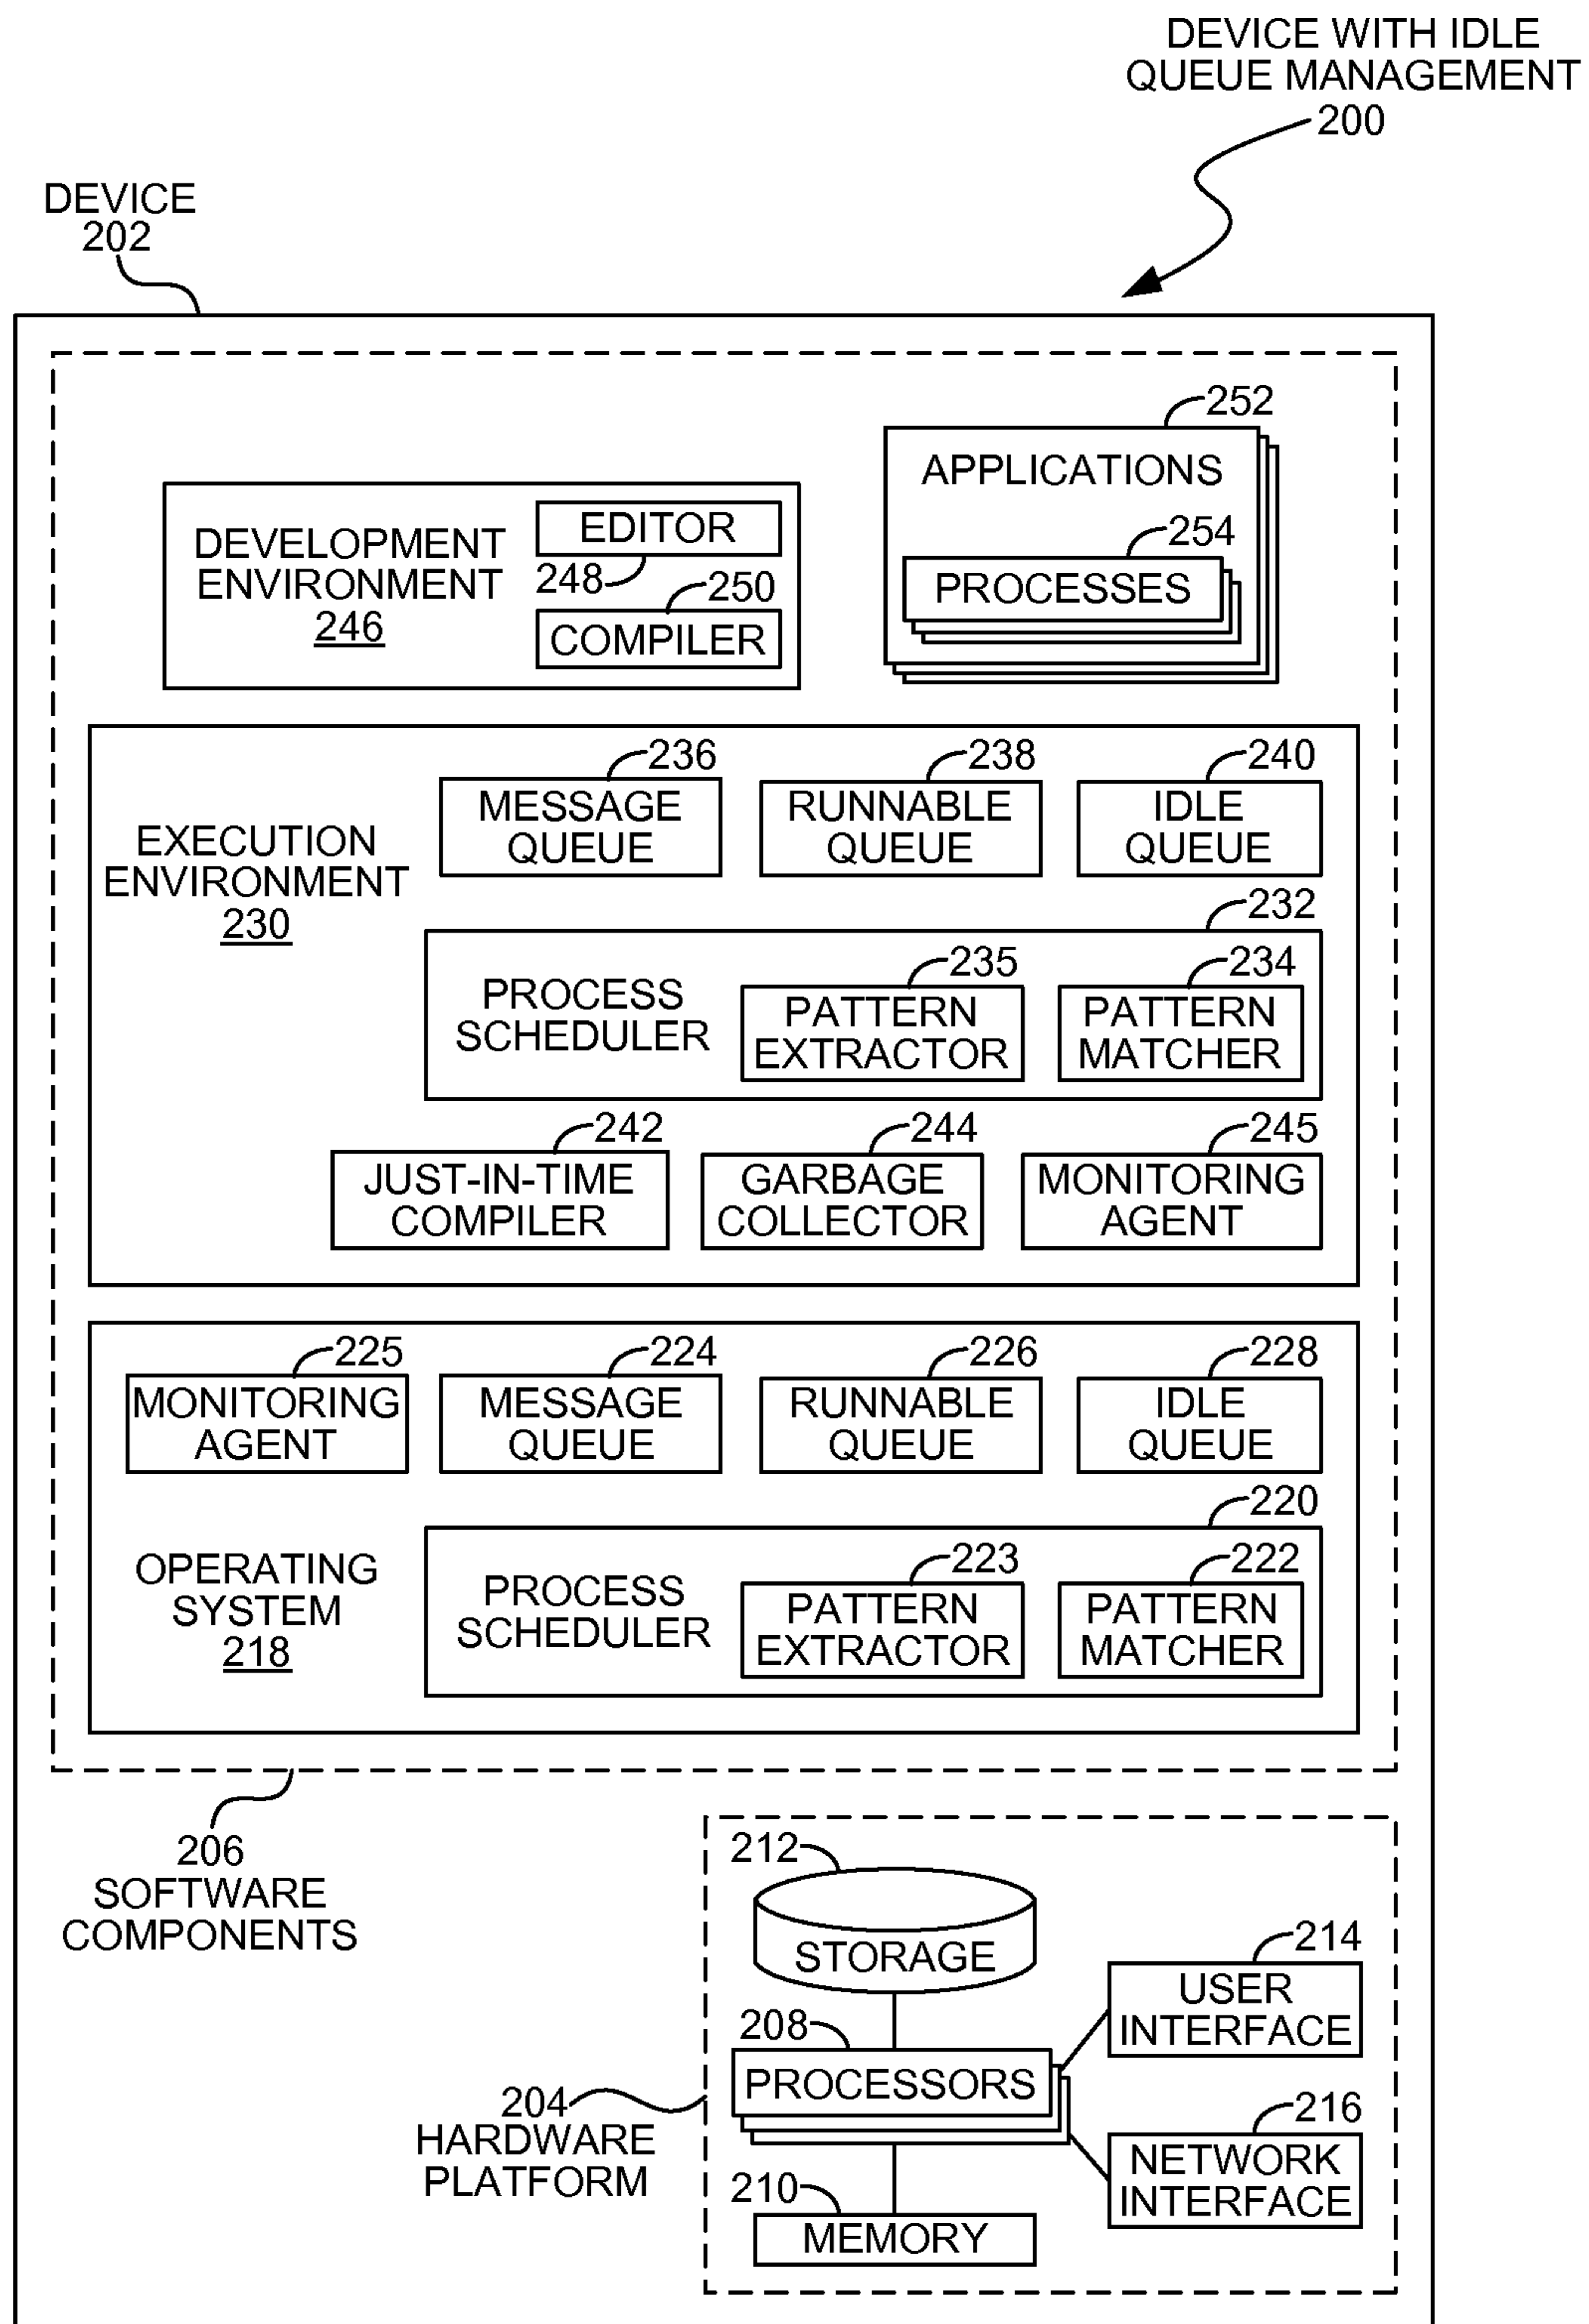 DEVICE WITH IDLE
QUEUE MANAGEMENT
200
DEVICE
202
252
APPLICATIONS
254
PROCESSES
DEVELOPMENT
ENVIRONMENT
246
EDITOR
248
250
COMPILER
236
MESSAGE
QUEUE
238
RUNNABLE
QUEUE
240
IDLE
QUEUE
EXECUTION
ENVIRONMENT
230
232
PROCESS
SCHEDULER
235
PATTERN
EXTRACTOR
234
PATTERN
MATCHER
242
JUST-IN-TIME
COMPILER
244
GARBAGE
COLLECTOR
245
MONITORING
AGENT
225
MONITORING
AGENT
224
MESSAGE
QUEUE
226
RUNNABLE
QUEUE
228
IDLE
QUEUE
OPERATING
SYSTEM
218
220
PROCESS
SCHEDULER
223
PATTERN
EXTRACTOR
222
PATTERN
MATCHER
206
SOFTWARE
COMPONENTS
212
STORAGE
214
USER
INTERFACE
208
PROCESSORS
204
HARDWARE
PLATFORM
216
NETWORK
INTERFACE
210
MEMORY